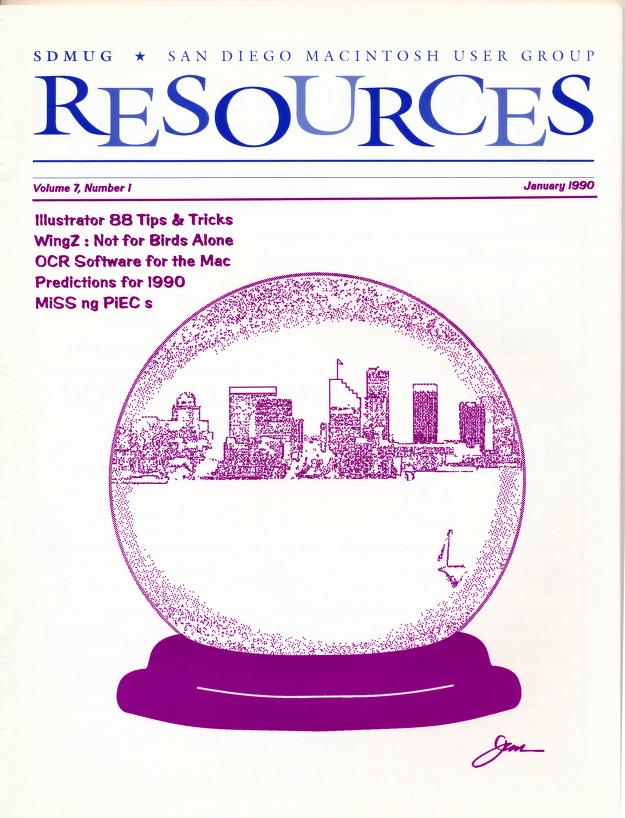 SDMUG ★ SAN DIEGO MACINTOSH USER GROUP
RESOURCES
Volume 7, Number 1
January 1990
Illustrator 88 Tips & Tricks
WingZ : Not for Birds Alone
OCR Software for the Mac
Predictions for 1990
MiSS ng PiEC s